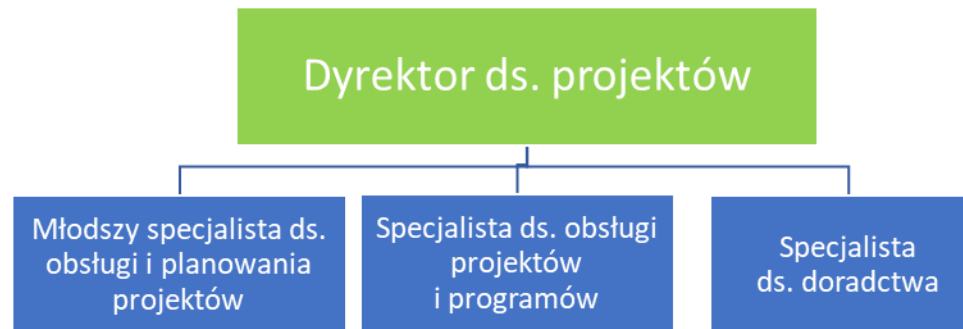 Dyrektor ds. projektów
Młodszy specjalista ds.
obsługi i planowania
projektów
Specjalista ds. obsługi
projektów
i programów
Specjalista
ds. doradctwa